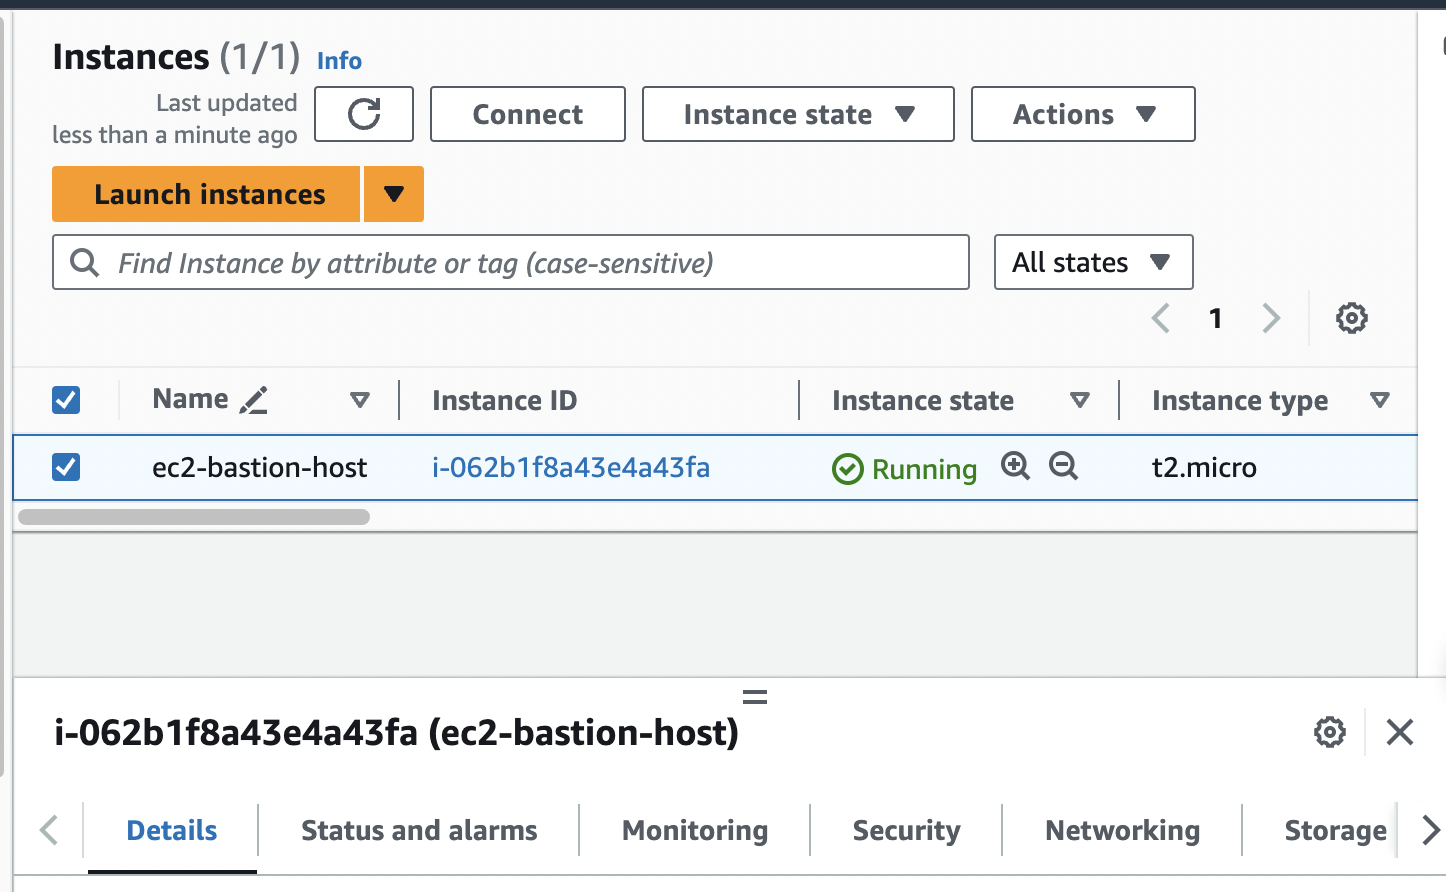 Instances (1/1) Info
Last updated
less than a minute ago
Connect
Instance state
Actions
Launch instances
Find Instance by attribute or tag (case-sensitive)
All states
1
Name
Instance ID
Instance state
Instance type
ec2-bastion-host
i-062b1f8a43e4a43fa
Running
t2.micro
i-062b1f8a43e4a43fa (ec2-bastion-host)
Details
Status and alarms
Monitoring
Security
Networking
Storage